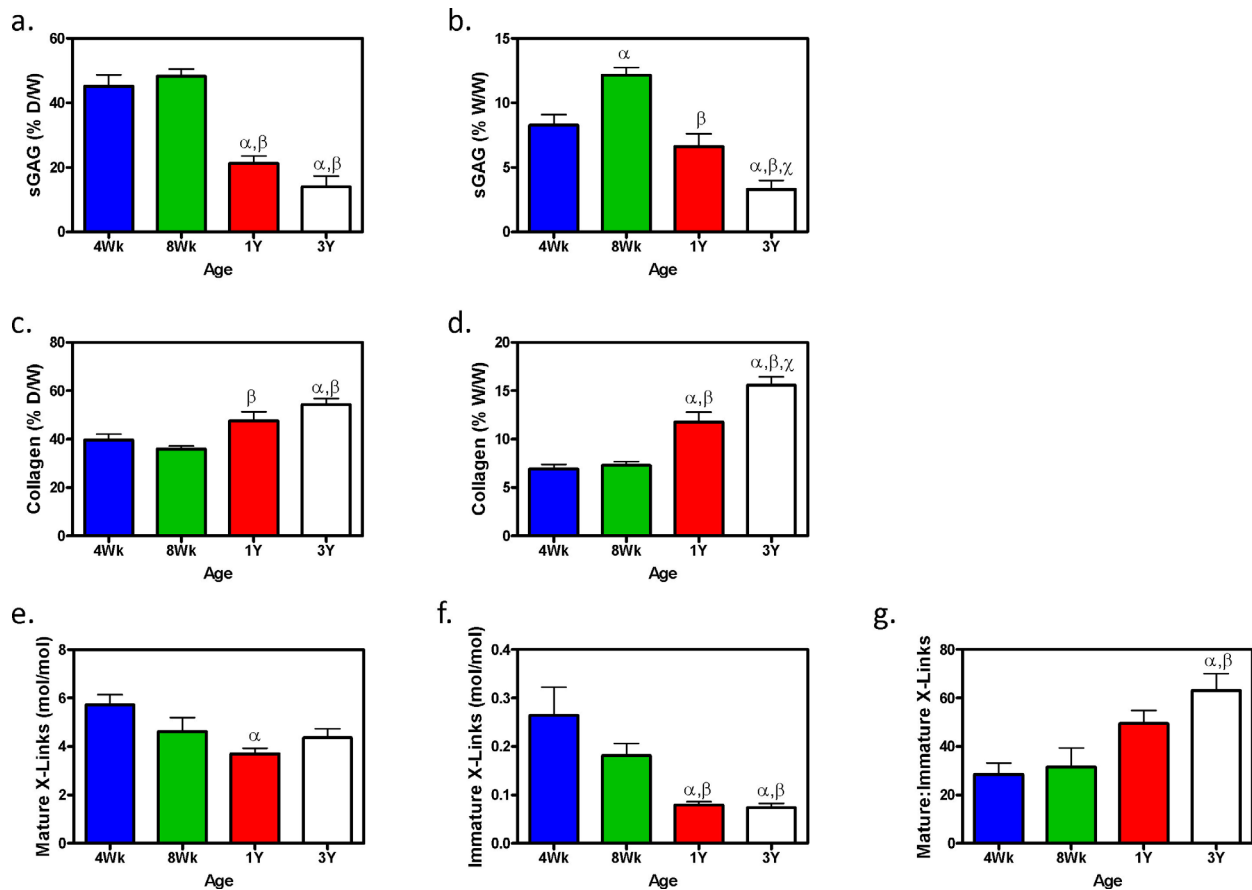 a.
60
40
20
0
sGAG (% D/W)
α,β
α,β
4Wk 8Wk 1Y 3Y
Age
b.
15
10
5
0
sGAG (% W/W)
α
β
α,β,χ
4Wk 8Wk 1Y 3Y
Age
c.
80
60
40
20
0
Collagen (% D/W)
β
α,β
4Wk 8Wk 1Y 3Y
Age
d.
20
15
10
5
0
Collagen (% W/W)
α,β
α,β,χ
4Wk 8Wk 1Y 3Y
Age
e.
8
6
4
2
0
Mature X-Links (mol/mol)
α
4Wk 8Wk 1Y 3Y
Age
f.
0.4
0.3
0.2
0.1
0.0
Immature X-Links (mol/mol)
α,β
α,β
4Wk 8Wk 1Y 3Y
Age
g.
80
60
40
20
0
Mature:Immature X-Links
α,β
4Wk 8Wk 1Y 3Y
Age